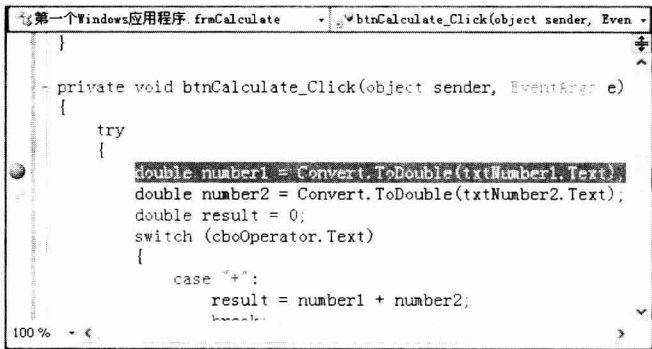 第一个Windows应用程序.frmCalculate btnCalculate_Click(object sender, Even
}
private void btnCalculate_Click(object sender, EventArgs e)
{
try
{
double number1 = Convert.ToDouble(txtNumber1.Text);
double number2 = Convert.ToDouble(txtNumber2.Text);
double result = 0;
switch (cboOperator.Text)
{
case "+":
result = number1 + number2;
break;
100 %